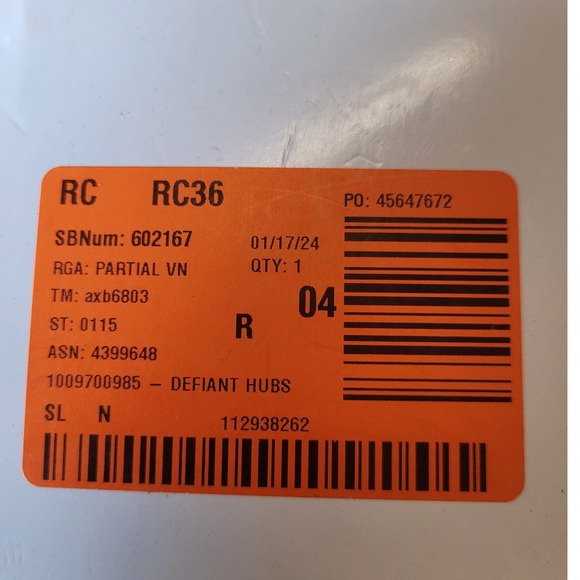 RC RC36
PO: 45647672
SBNum: 602167 01/17/24
RGA: PARTIAL VN QTY: 1
TM: axb6803 04
ST: 0115 R
ASN: 4399648
1009700985 – DEFIANT HUBS
SL N
112938262